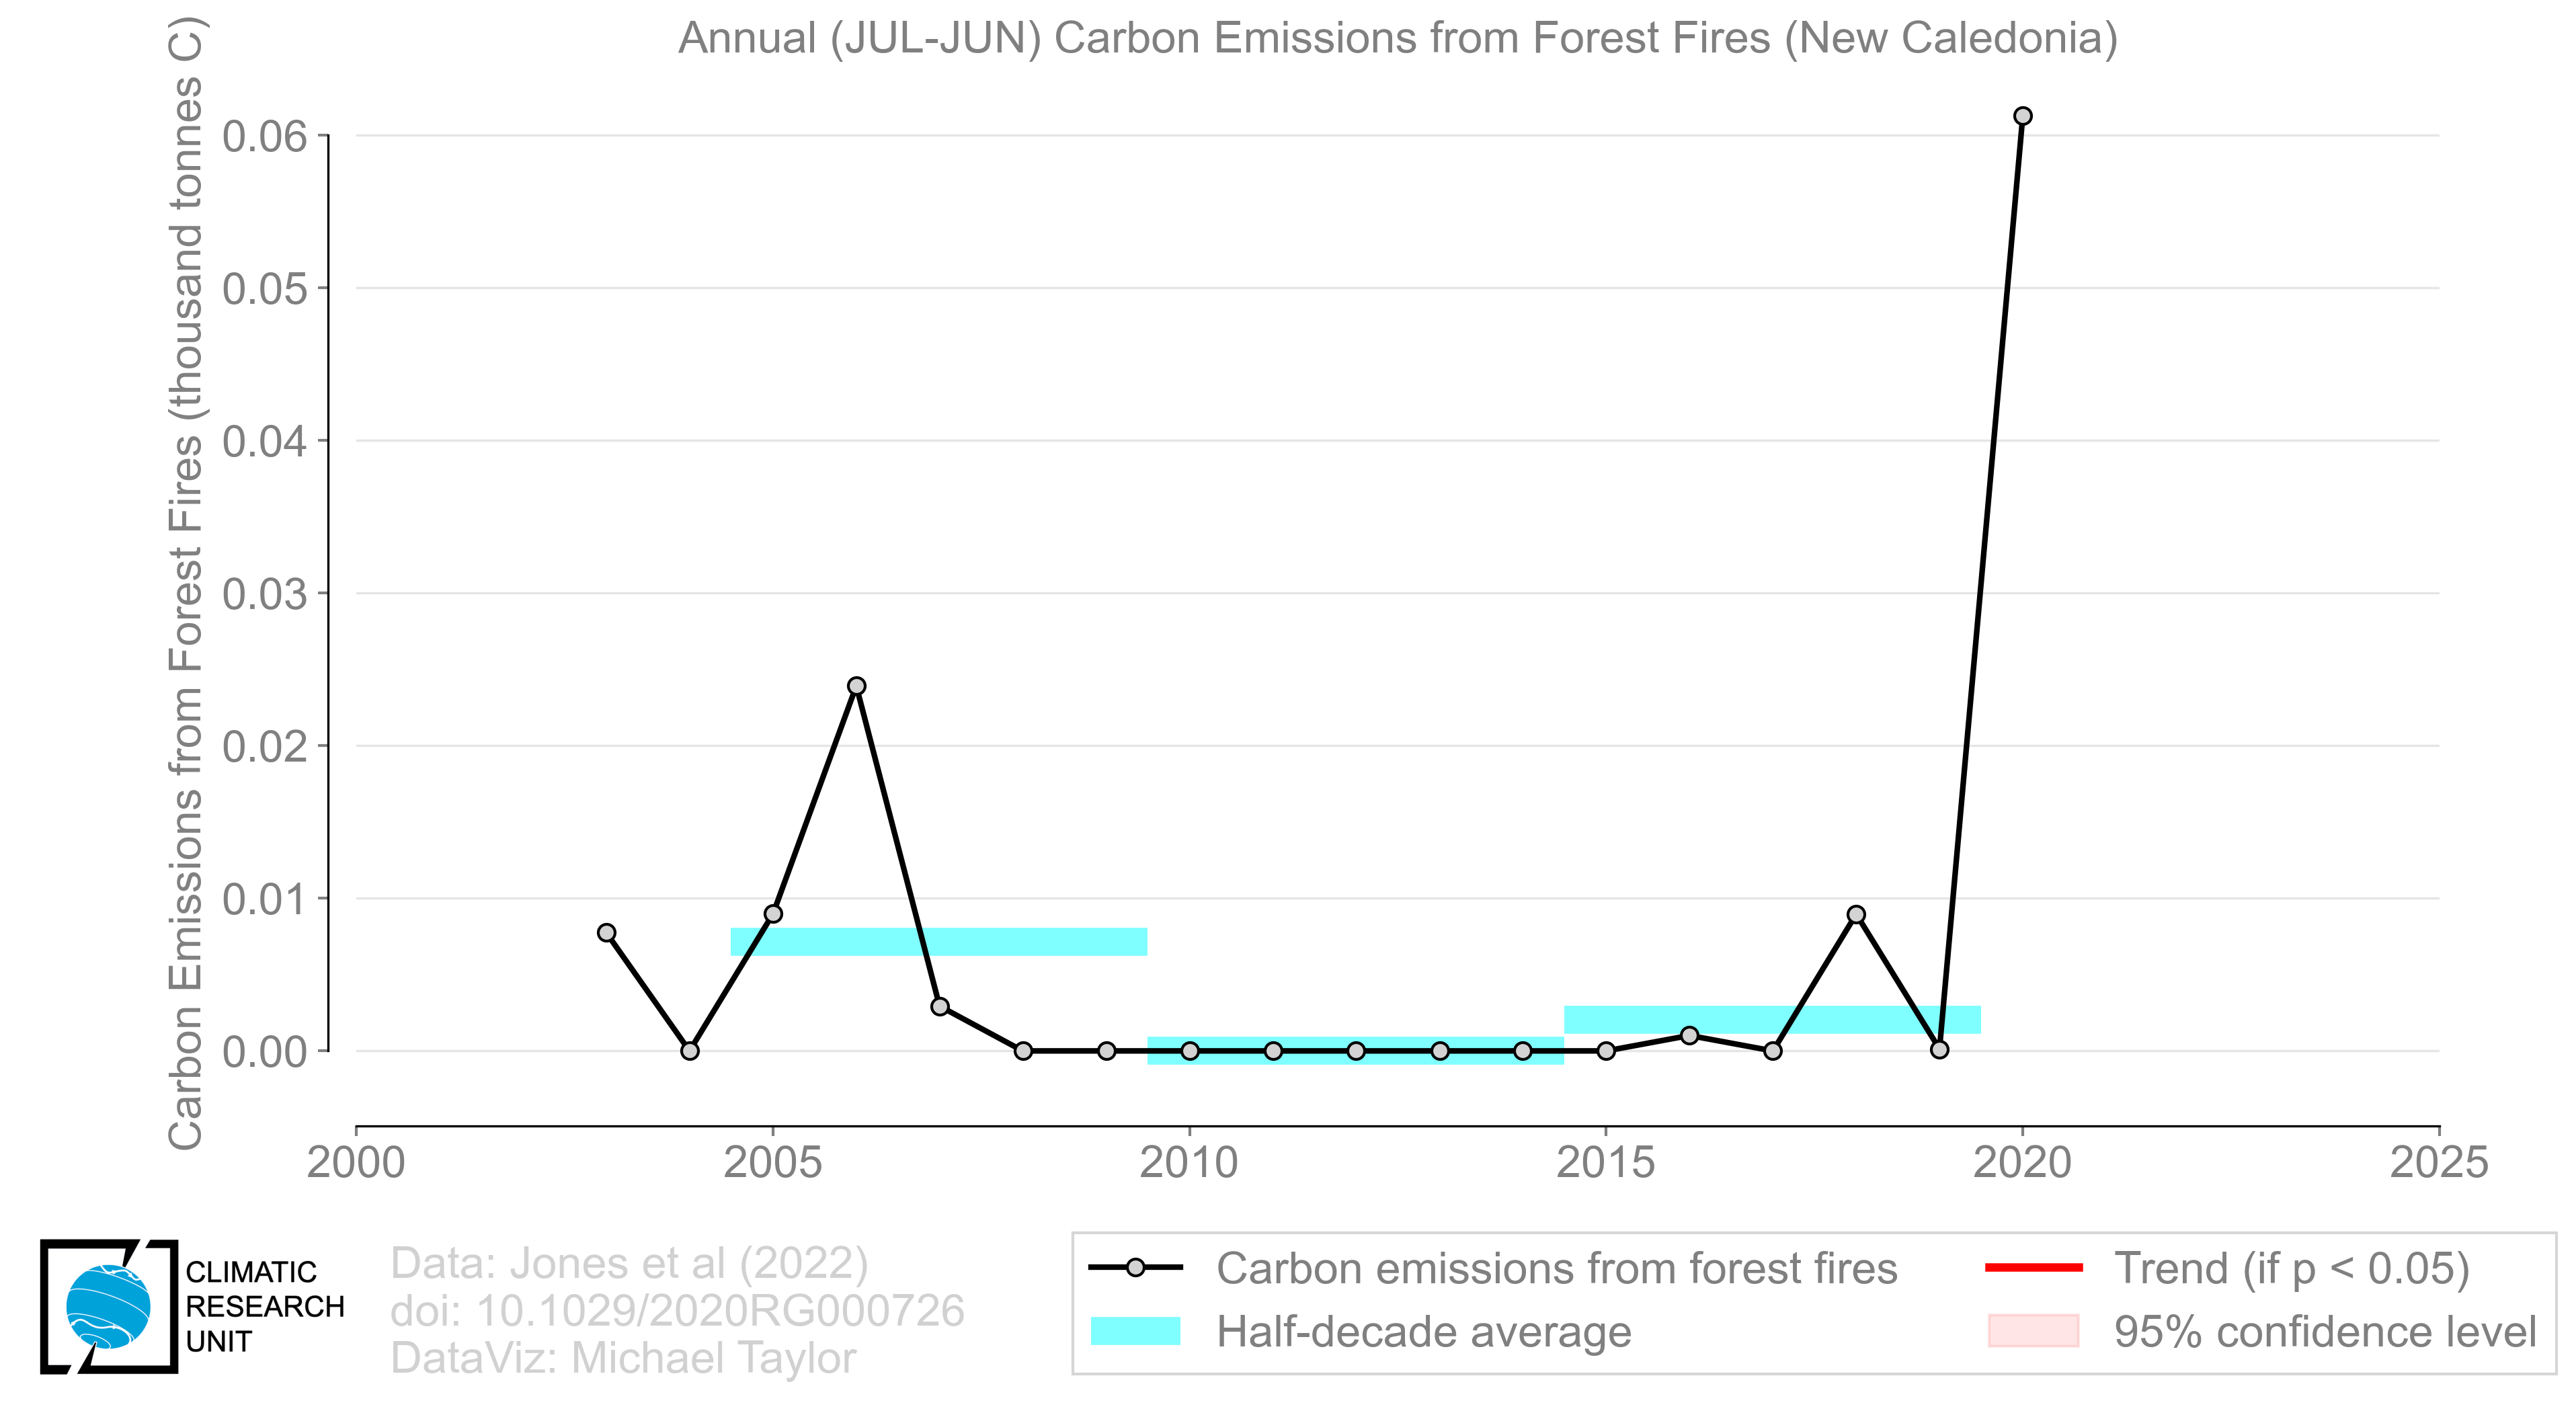 Annual (JUL-JUN) Carbon Emissions from Forest Fires (New Caledonia)
Carbon Emissions from Forest Fires (thousand tonnes C)
0.06
0.05
0.04
0.03
0.02
0.01
0.00
2000 2005 2010 2015 2020 2025
CLIMATIC
RESEARCH
UNIT
Data: Jones et al (2022)
doi: 10.1029/2020RG000726
DataViz: Michael Taylor
Carbon emissions from forest fires
Half-decade average
Trend (if p < 0.05)
95% confidence level